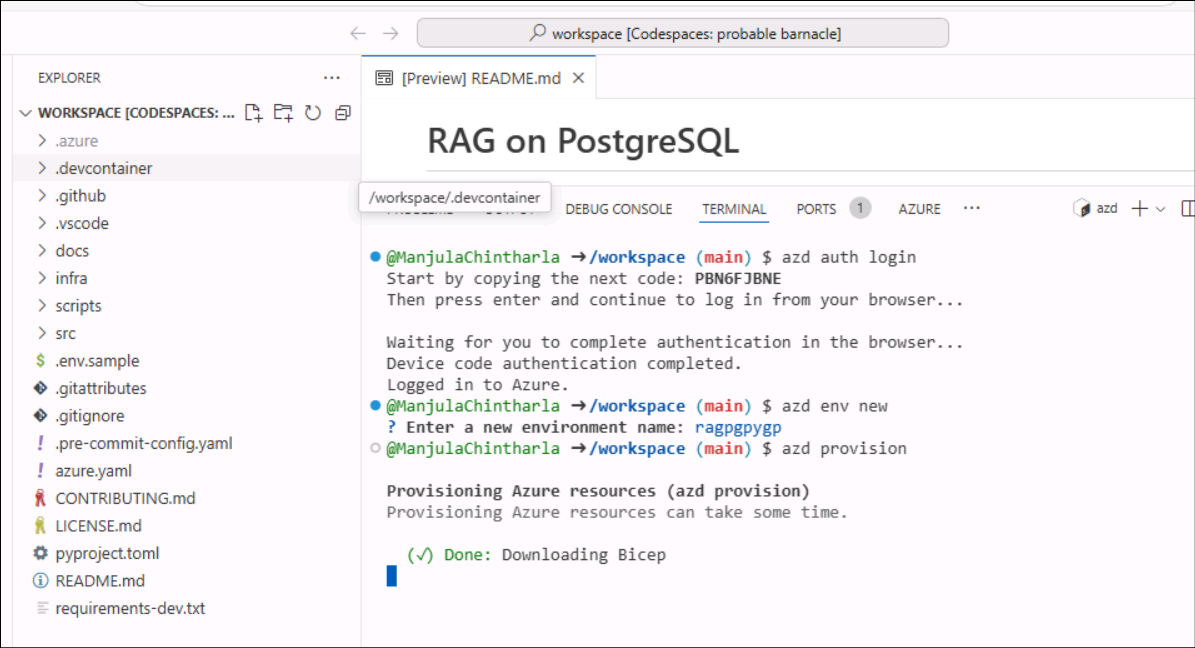 workspace [Codespaces: probable barnacle]
EXPLORER
WORKSPACE [CODESPACES: ...
.azure
.devcontainer
.github
.vscode
docs
infra
scripts
src
.env.sample
.gitattributes
.gitignore
.pre-commit-config.yaml
azure.yaml
CONTRIBUTING.md
LICENSE.md
pyproject.toml
README.md
requirements-dev.txt
[Preview] README.md
RAG on PostgreSQL
/workspace/.devcontainer
DEBUG CONSOLE TERMINAL PORTS 1 AZURE ... azd
@ManjulaChintharla →/workspace (main) $ azd auth login
Start by copying the next code: PBN6FJBNE
Then press enter and continue to log in from your browser...
Waiting for you to complete authentication in the browser...
Device code authentication completed.
Logged in to Azure.
@ManjulaChintharla →/workspace (main) $ azd env new
? Enter a new environment name: ragpgpygp
@ManjulaChintharla →/workspace (main) $ azd provision
Provisioning Azure resources (azd provision)
Provisioning Azure resources can take some time.
(✓) Done: Downloading Bicep